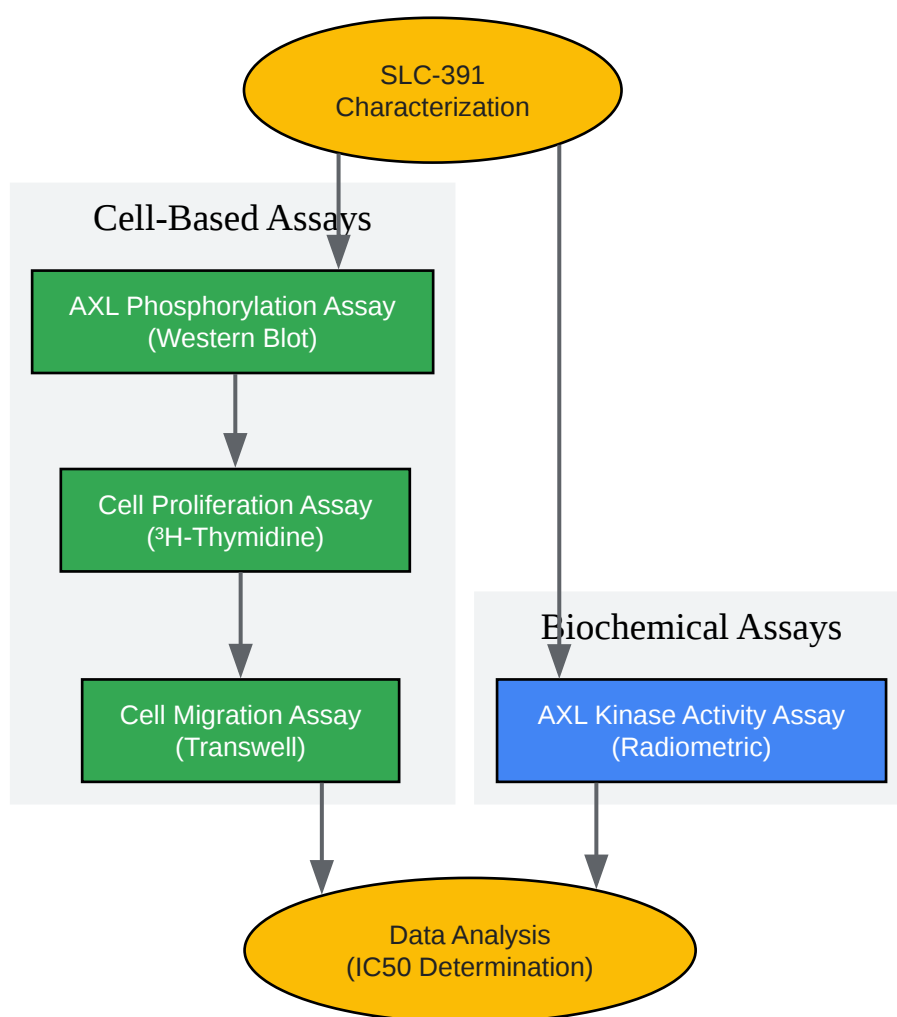 SLC-391
Characterization
Cell-Based Assays
AXL Phosphorylation Assay
(Western Blot)
Cell Proliferation Assay
(³H-Thymidine)
Cell Migration Assay
(Transwell)
Biochemical Assays
AXL Kinase Activity Assay
(Radiometric)
Data Analysis
(IC50 Determination)